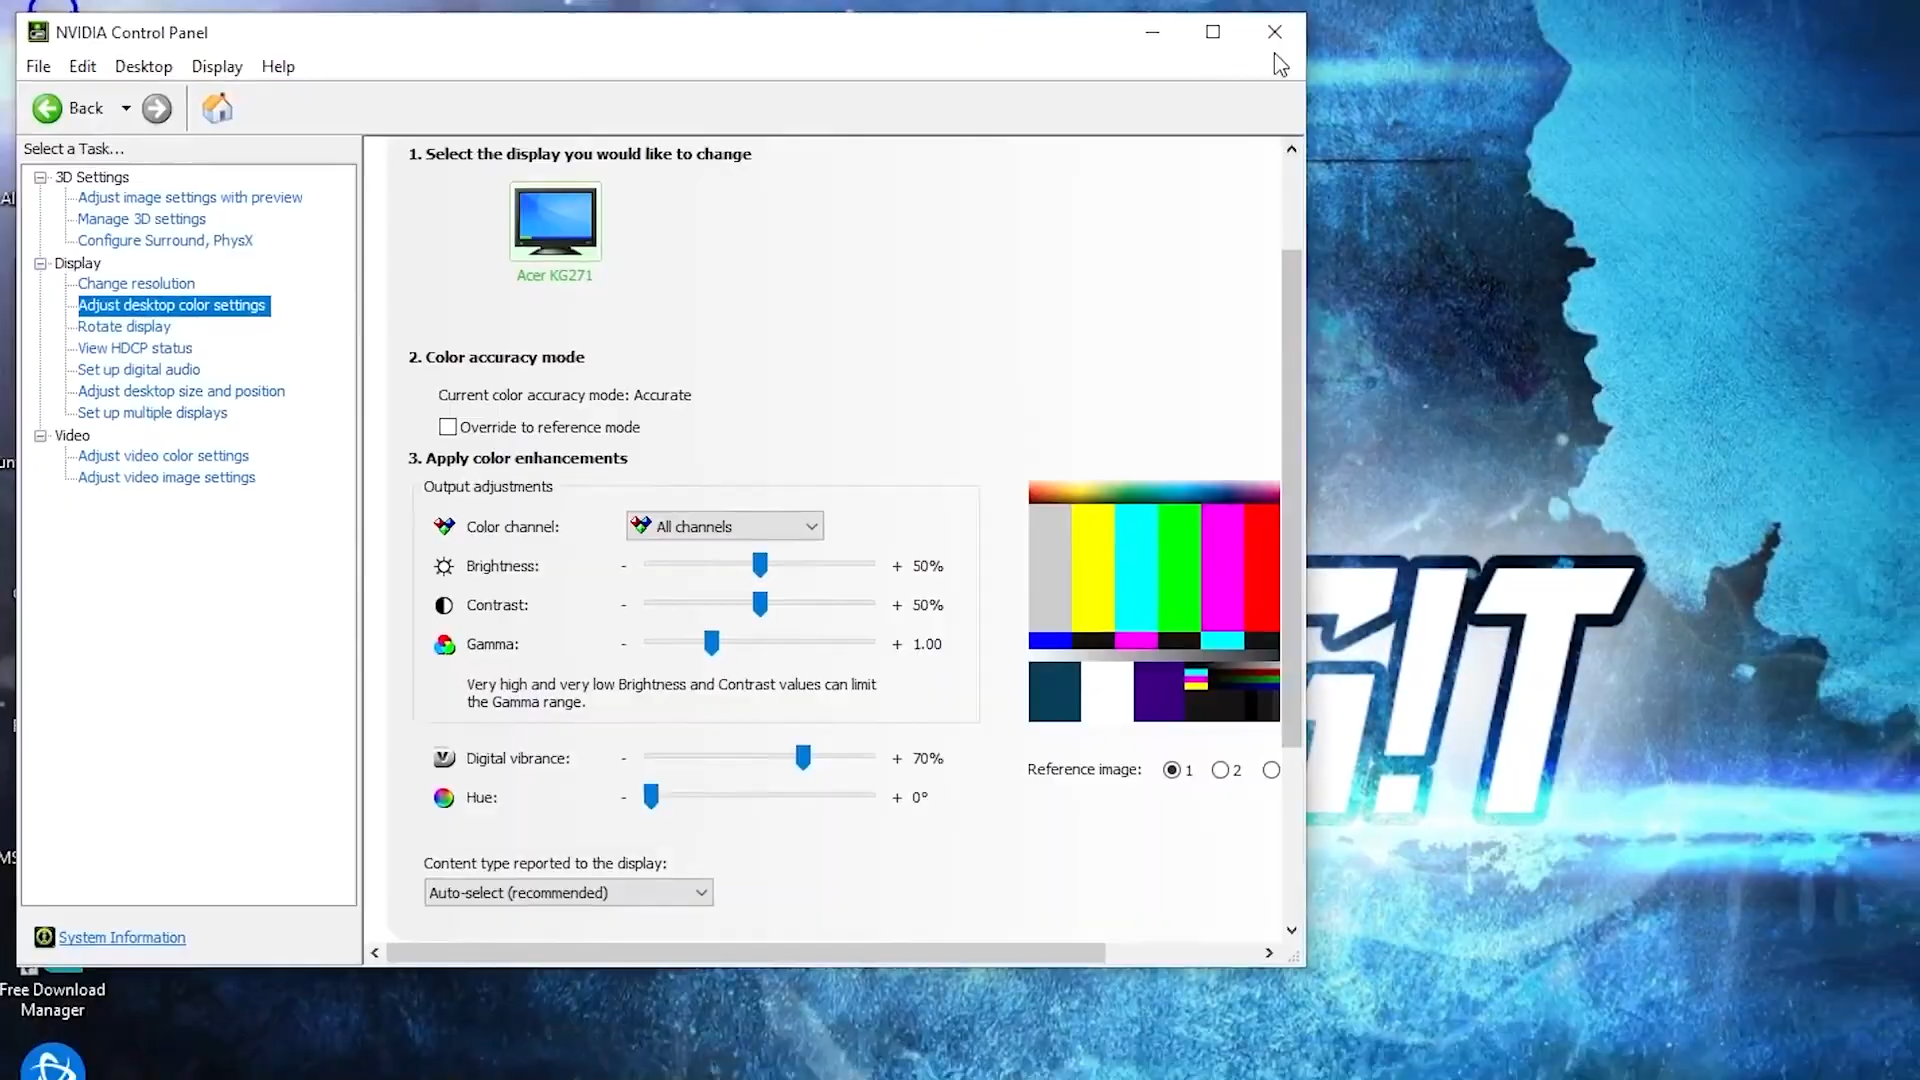 NVIDIA Control Panel
File Edit Desktop Display Help
Back
Select a Task...
3D Settings
Adjust image settings with preview
Manage 3D settings
Configure Surround, PhysX
Display
Change resolution
Adjust desktop color settings
Rotate display
View HDCP status
Set up digital audio
Adjust desktop size and position
Set up multiple displays
Video
Adjust video color settings
Adjust video image settings
System Information
1. Select the display you would like to change
Acer KG271
2. Color accuracy mode
Current color accuracy mode: Accurate
Override to reference mode
3. Apply color enhancements
Output adjustments
Color channel: All channels
Brightness: - + 50%
Contrast: - + 50%
Gamma: - + 1.00
Very high and very low Brightness and Contrast values can limit
the Gamma range.
Digital vibrance: - + 70%
Hue: - + 0°
Reference image: 1 2
Content type reported to the display:
Auto-select (recommended)
Free Download
Manager